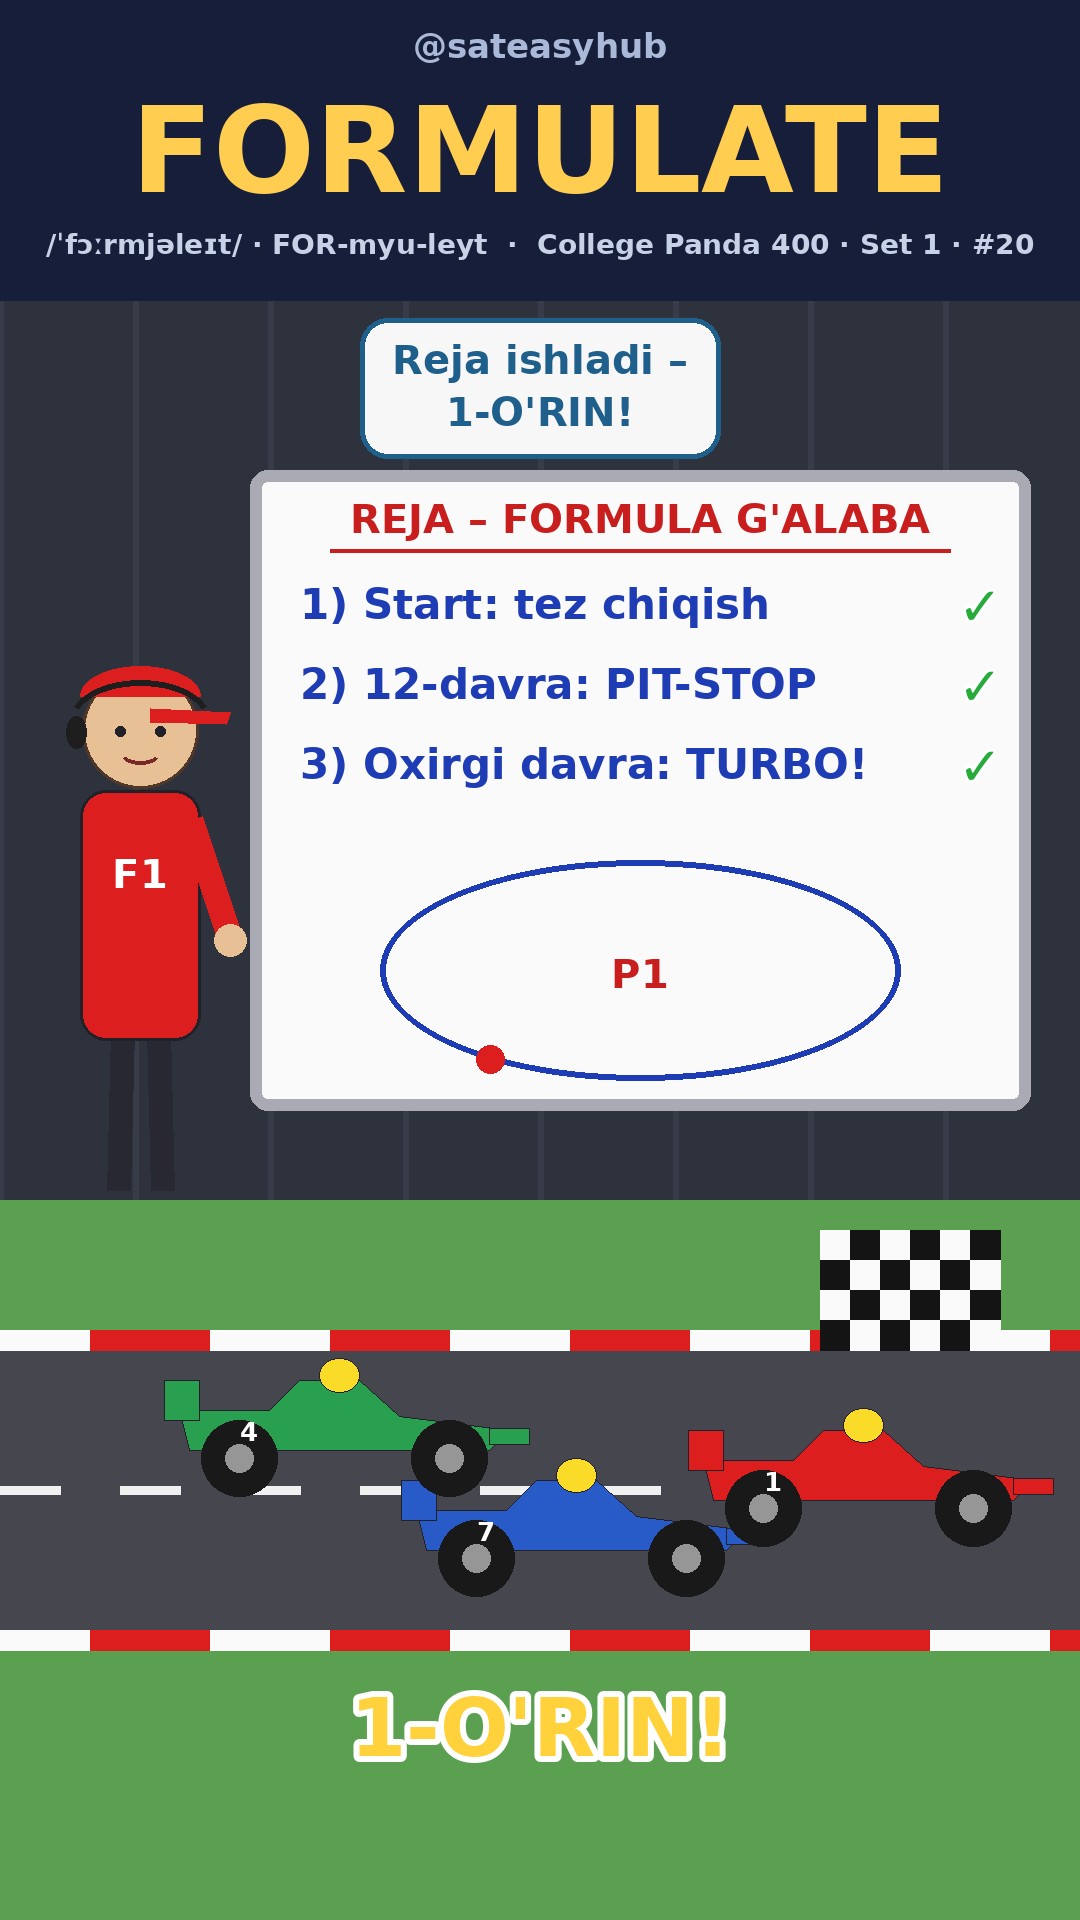 @sateasyhub
FORMULATE
/ˈfɔːrmjəleɪt/ · FOR-myu-leyt · College Panda 400 · Set 1 · #20
Reja ishladi –
1-O'RIN!
REJA – FORMULA G'ALABA
1) Start: tez chiqish ✓
2) 12-davra: PIT-STOP ✓
3) Oxirgi davra: TURBO! ✓
F1
P1
4
1
7
1-O'RIN!